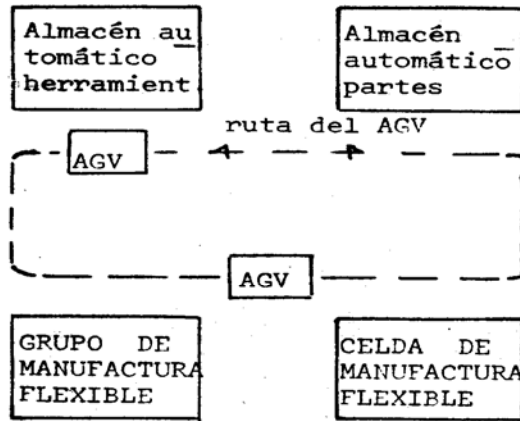 Almacén au
tomático
herramient
Almacén
automático
partes
ruta del AGV
AGV
AGV
GRUPO DE
MANUFACTURA
FLEXIBLE
CELDA DE
MANUFACTURA
FLEXIBLE